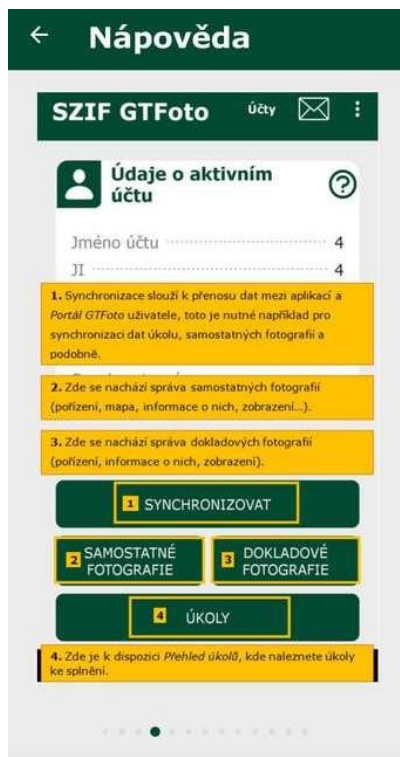 Nápověda
SZIF GTFoto Účty
Údaje o aktivním
účtu
Jméno účtu 4
JI 4
1. Synchronizace slouží k přenosu dat mezi aplikací a
Portál GTFoto uživatele, toto je nutné například pro
synchronizaci dat úkolu, samostatných fotografií a
podobně.
2. Zde se nachází správa samostatných fotografií
(pořízení, mapa, informace o nich, zobrazení...).
3. Zde se nachází správa dokladových fotografií
(pořízení, informace o nich, zobrazení).
1 SYNCHRONIZOVAT
2 SAMOSTATNÉ
FOTOGRAFIE
3 DOKLADOVÉ
FOTOGRAFIE
4 ÚKOLY
4. Zde je k dispozici Přehled úkolů, kde naleznete úkoly
ke splnění.